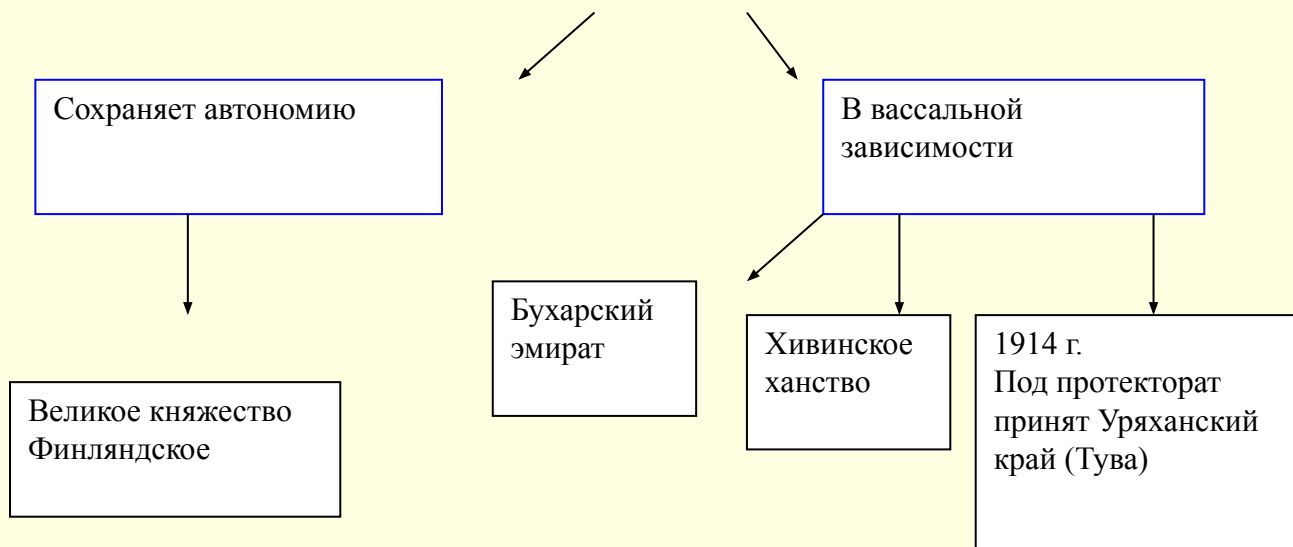 Сохраняет автономию
В вассальной
зависимости
Бухарский
эмират
Хивинское
ханство
1914 г.
Под протекторат
принят Уряханский
край (Тува)
Великое княжество
Финляндское